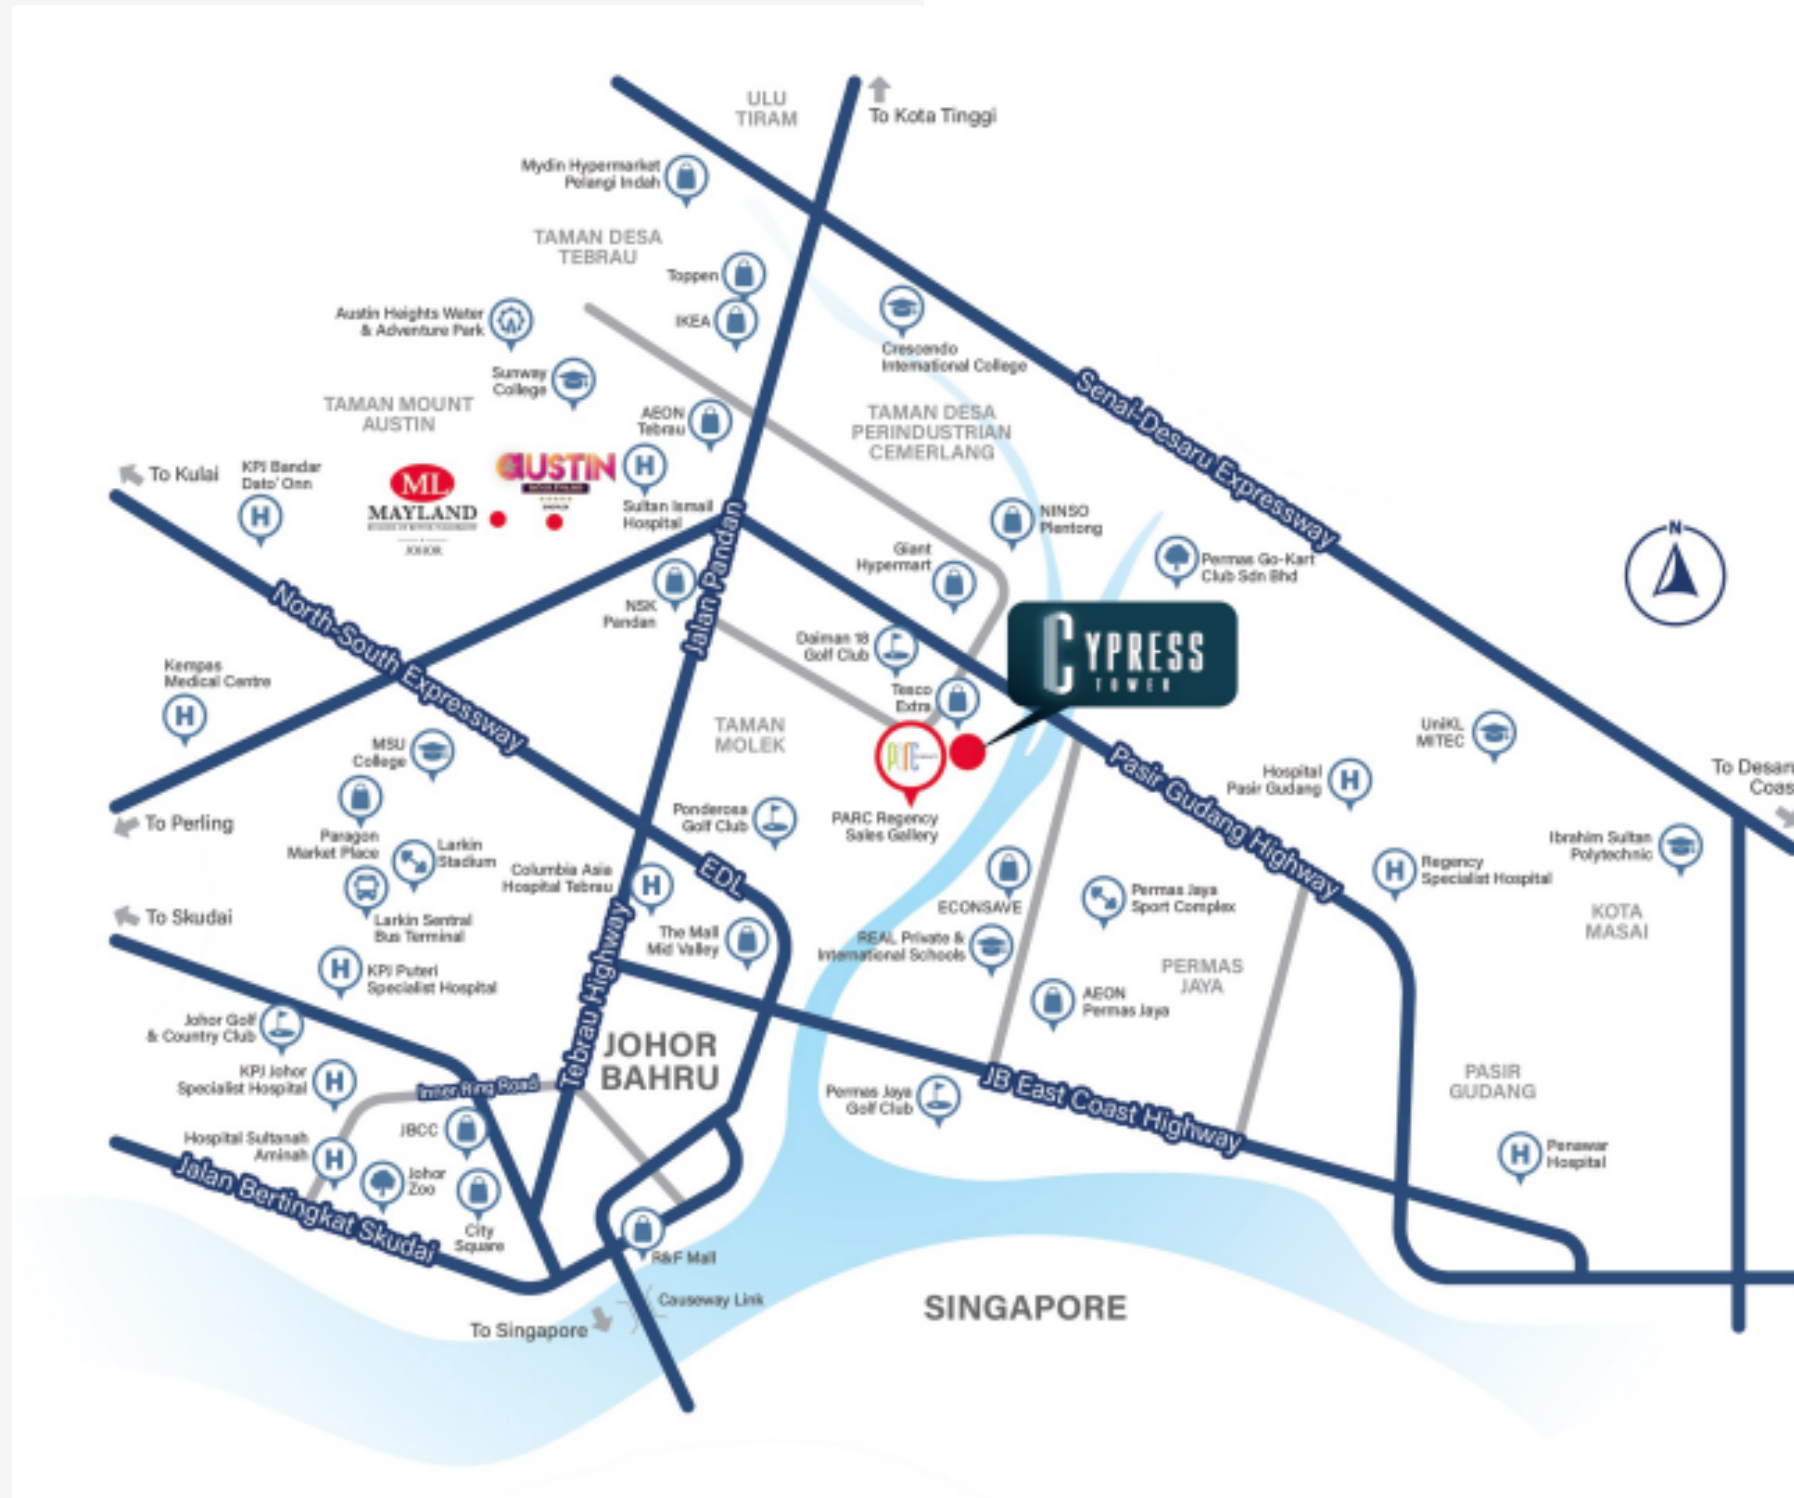 ULU
TIRAM
To Kota Tinggi
Mydin Hypermarket
Pelangi Indah
TAMAN DESA
TEBRAU
Toppen
IKEA
Austin Heights Water
& Adventure Park
Crescendo
International College
Sunway
College
Senai-Desaru Expressway
TAMAN MOUNT
AUSTIN
AEON
Tebrau
TAMAN DESA
PERINDUSTRIAN
CEMERLANG
To Kulai
KPJ Bandar
Dato' Onn
ML
MAYLAND
JOHOR
AUSTIN
H
H
Sultan Ismail
Hospital
NINSO
Plentong
N
Jalan Pandan
Giant
Hypermart
Permas Go-Kart
Club Sdn Bhd
North-South Expressway
NSK
Pandan
Daiman 18
Golf Club
CYPRESS
TOWER
Kempas
Medical Centre
H
Tesco
Extra
TAMAN
MOLEK
MSU
College
PARC
UniKL
MITEC
Pasir Gudang Highway
Hospital
Pasir Gudang
H
To Desaru
Coas
To Perling
Paragon
Market Place
Larkin
Stadium
Ponderosa
Golf Club
PARC Regency
Sales Gallery
Ibrahim Sultan
Polytechnic
Columbia Asia
Hospital Tebrau
H
EDL
Regency
Specialist Hospital
H
ECONSAVE
Permas Jaya
Sport Complex
To Skudai
Larkin Sentral
Bus Terminal
KOTA
MASAI
The Mall
Mid Valley
REAL Private &
International Schools
Tebrau Highway
KPJ Puteri
Specialist Hospital
H
PERMAS
JAYA
AEON
Permas Jaya
Johor Golf
& Country Club
JOHOR
BAHRU
KPJ Johor
Specialist Hospital
H
Inner Ring Road
Permas Jaya
Golf Club
JB East Coast Highway
PASIR
GUDANG
JBCC
Hospital Sultanah
Aminah
H
Johor
Zoo
Penawar
Hospital
H
Jalan Bertingkat Skudai
City
Square
R&F Mall
Causeway Link
To Singapore
SINGAPORE